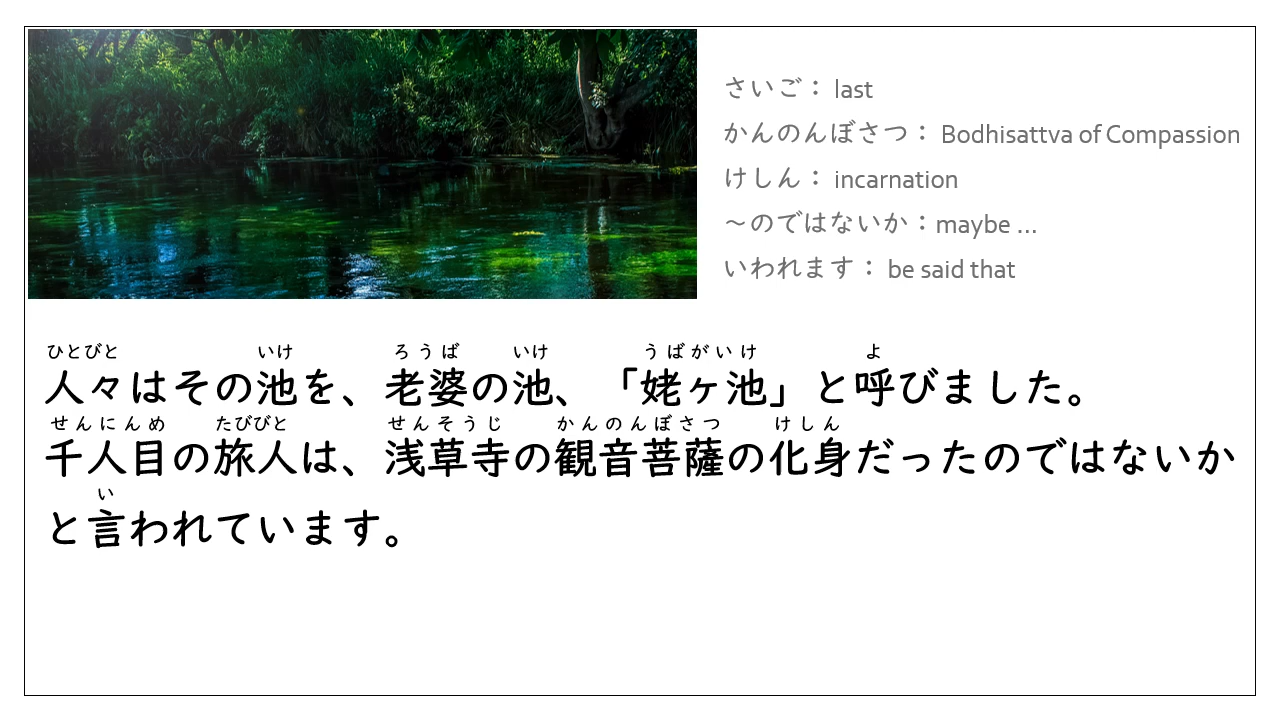 さいご： last
かんのんぼさつ： Bodhisattva of Compassion
けしん： incarnation
～のではないか：maybe …
いわれます： be said that
ひとびと いけ ろうば いけ うばがいけ よ
人々はその池を、老婆の池、「姥ヶ池」と呼びました。
せんにんめ たびびと せんそうじ かんのんぼさつ けしん
千人目の旅人は、浅草寺の観音菩薩の化身だったのではないか
い
と言われています。